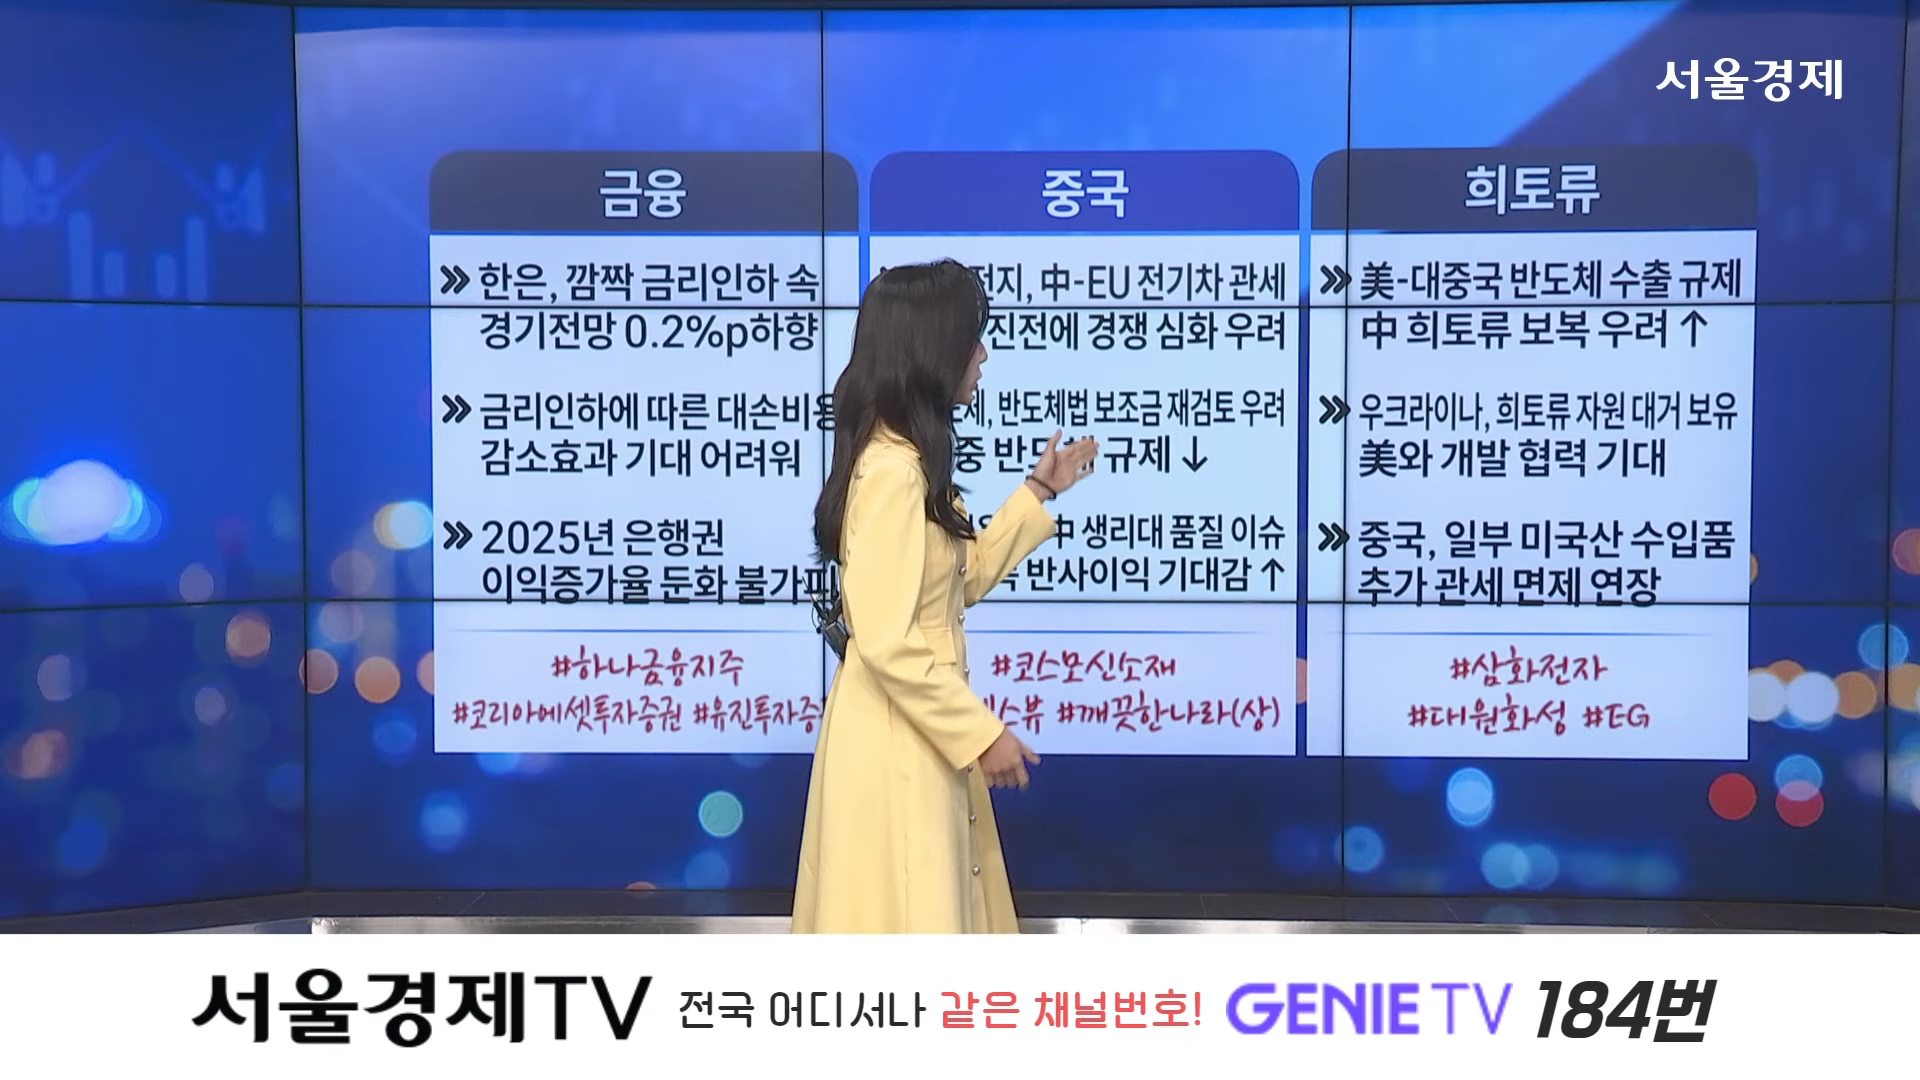 서울경제
금융
» 한은, 깜짝 금리인하 속
경기전망 0.2%p하향
» 금리인하에 따른 대손비용
감소효과 기대 어려워
» 2025년 은행권
이익증가율 둔화 불가피
#하나금융지주
#코리아에셋투자증권 #유진투자증
중국
전지, 中-EU 전기차 관세
진전에 경쟁 심화 우려
반도체법 보조금 재검토 우려
중 반도체 규제 ↓
中 생리대 품질 이슈
반사이익 기대감 ↑
#코스모신소재
스뷰 #깨끗한나라(상)
희토류
» 美-대중국 반도체 수출 규제
中 희토류 보복 우려 ↑
» 우크라이나, 희토류 자원 대거 보유
美와 개발 협력 기대
» 중국, 일부 미국산 수입품
추가 관세 면제 연장
#삼화전자
#대원화성 #EG
서울경제TV 전국 어디서나 같은 채널번호! GENIE TV 184번